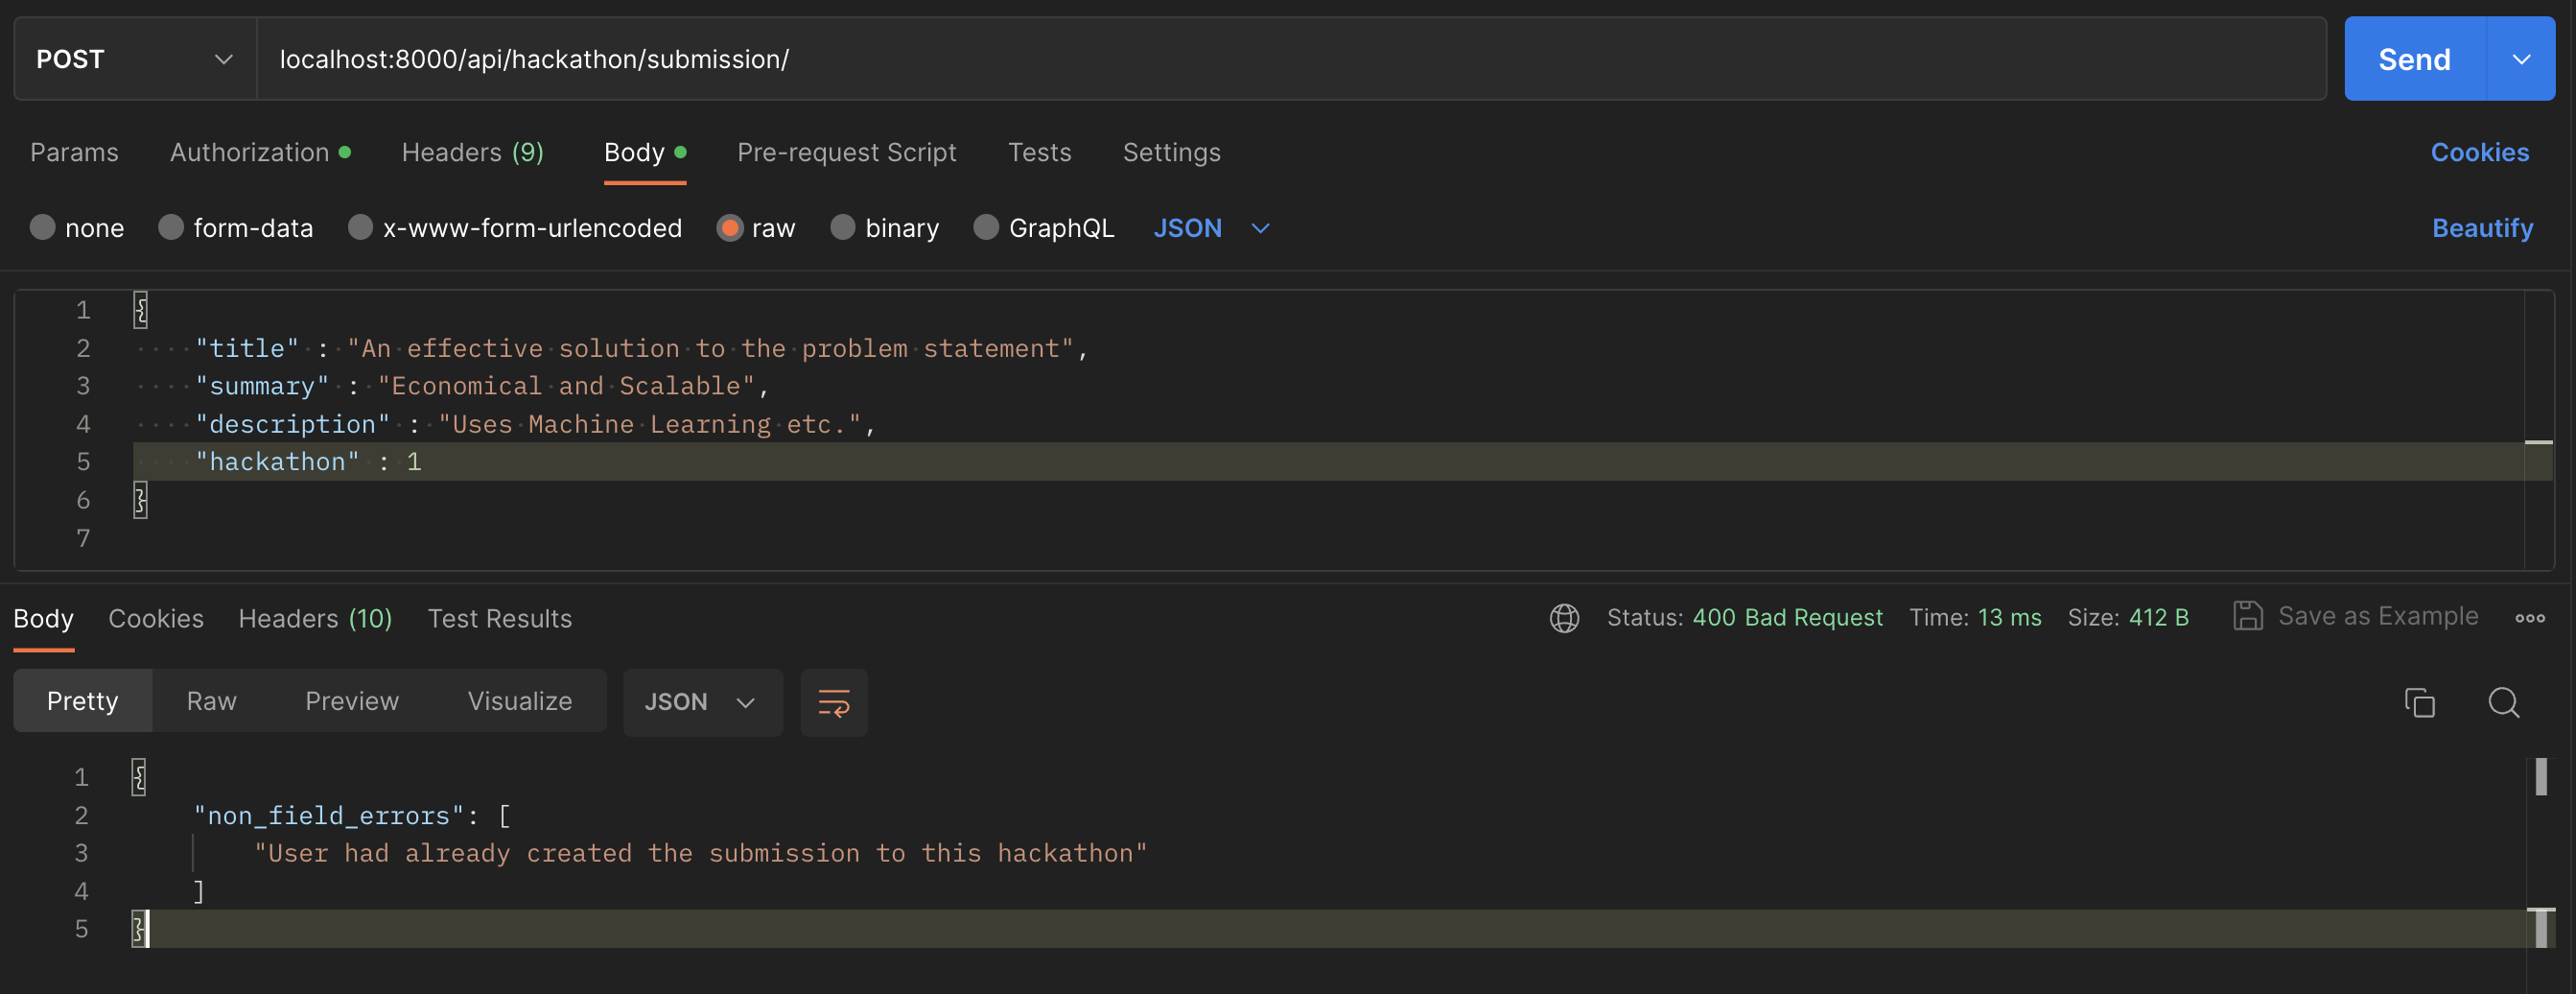 POST localhost:8000/api/hackathon/submission/ Send
Params Authorization Headers (9) Body Pre-request Script Tests Settings Cookies
none form-data x-www-form-urlencoded raw binary GraphQL JSON Beautify
1 {
2 "title" : "An effective solution to the problem statement",
3 "summary" : "Economical and Scalable",
4 "description" : "Uses Machine Learning etc.",
5 "hackathon" : 1
6 }
7
Body Cookies Headers (10) Test Results Status: 400 Bad Request Time: 13 ms Size: 412 B Save as Example
Pretty Raw Preview Visualize JSON
1 {
2 "non_field_errors": [
3 "User had already created the submission to this hackathon"
4 ]
5 }